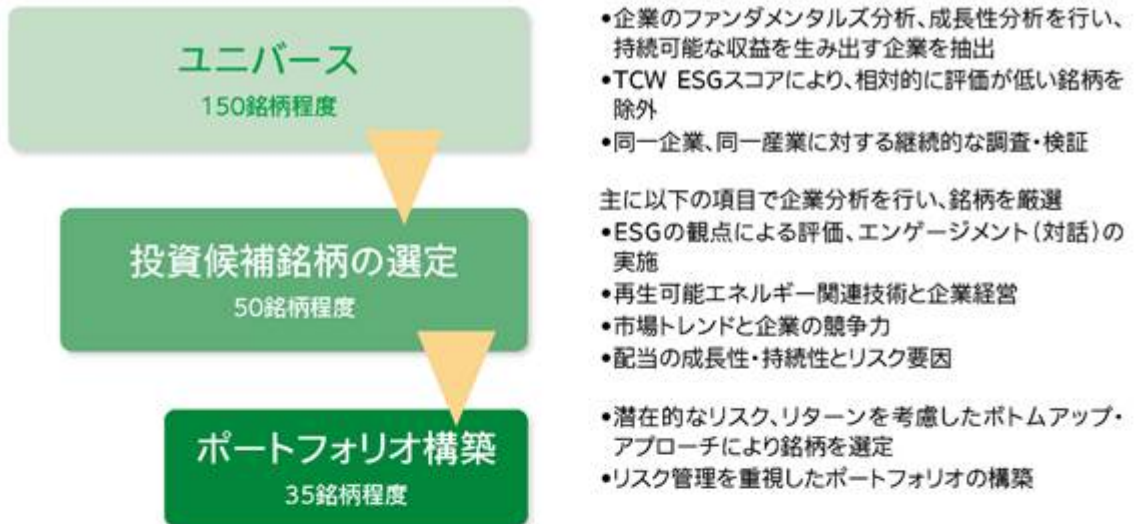 ユニバース
150銘柄程度
•企業のファンダメンタルズ分析、成長性分析を行い、
持続可能な収益を生み出す企業を抽出
•TCW ESGスコアにより、相対的に評価が低い銘柄を
除外
•同一企業、同一産業に対する継続的な調査・検証
投資候補銘柄の選定
50銘柄程度
主に以下の項目で企業分析を行い、銘柄を厳選
•ESGの観点による評価、エンゲージメント（対話）の
実施
•再生可能エネルギー関連技術と企業経営
•市場トレンドと企業の競争力
•配当の成長性・持続性とリスク要因
ポートフォリオ構築
35銘柄程度
•潜在的なリスク、リターンを考慮したボトムアップ・
アプローチにより銘柄を選定
•リスク管理を重視したポートフォリオの構築